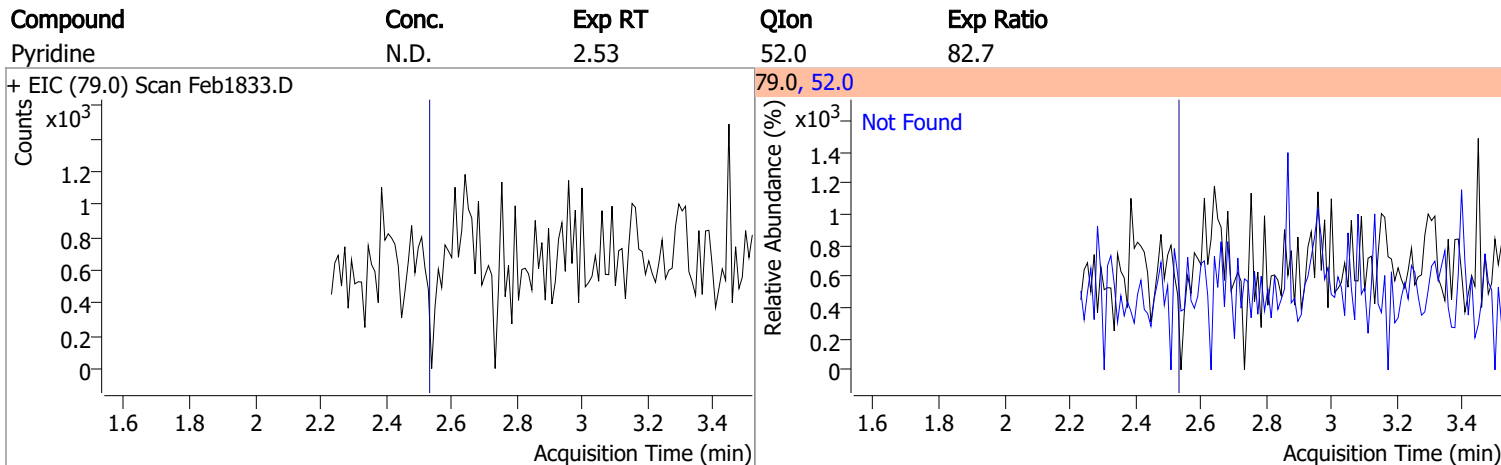 Compound Conc. Exp RT QIon Exp Ratio
Pyridine N.D. 2.53 52.0 82.7
+ EIC (79.0) Scan Feb1833.D
Counts
x10³
1.2
1
0.8
0.6
0.4
0.2
0
1.6 1.8 2 2.2 2.4 2.6 2.8 3 3.2 3.4
Acquisition Time (min)
79.0, 52.0
Relative Abundance (%)
x10³
Not Found
1.4
1.2
1
0.8
0.6
0.4
0.2
0
1.6 1.8 2 2.2 2.4 2.6 2.8 3 3.2 3.4
Acquisition Time (min)